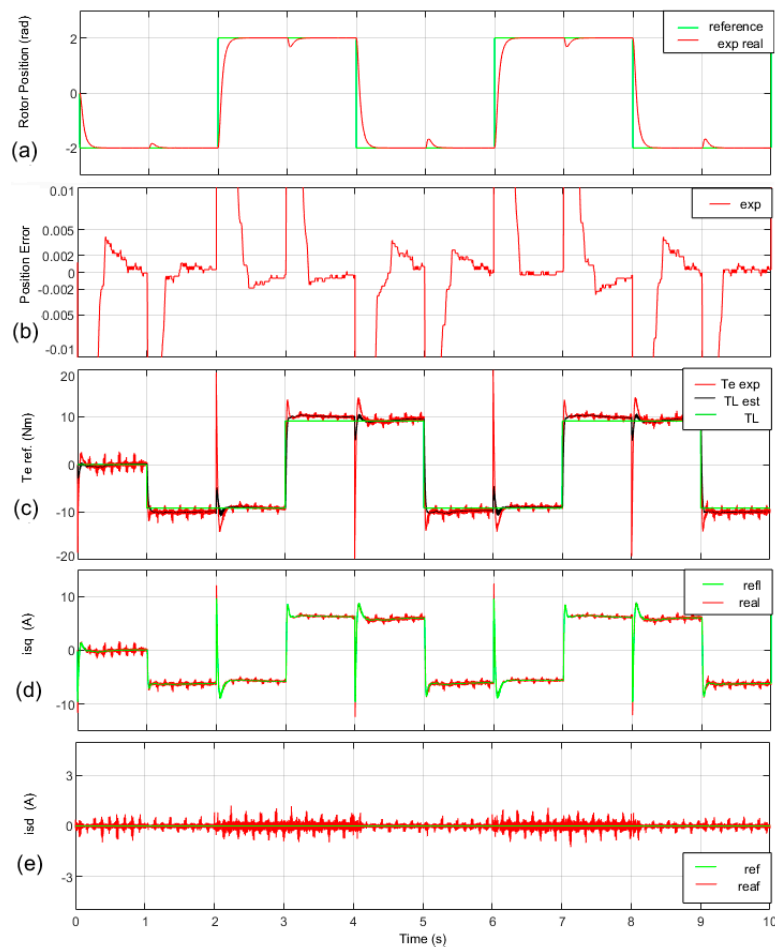 reference
exp real
Rotor Position (rad)
2
0
-2
(a)
exp
Position Error
0.01
0.005
0.002
0
-0.002
0.005
-0.01
(b)
Te exp
TL est
TL
Te ref. (Nm)
20
10
0
-10
-20
(c)
refl
real
isq (A)
10
0
-10
(d)
isd (A)
3
0
-3
(e)
ref
reaf
0 1 2 3 4 5 6 7 8 9 10
Time (s)